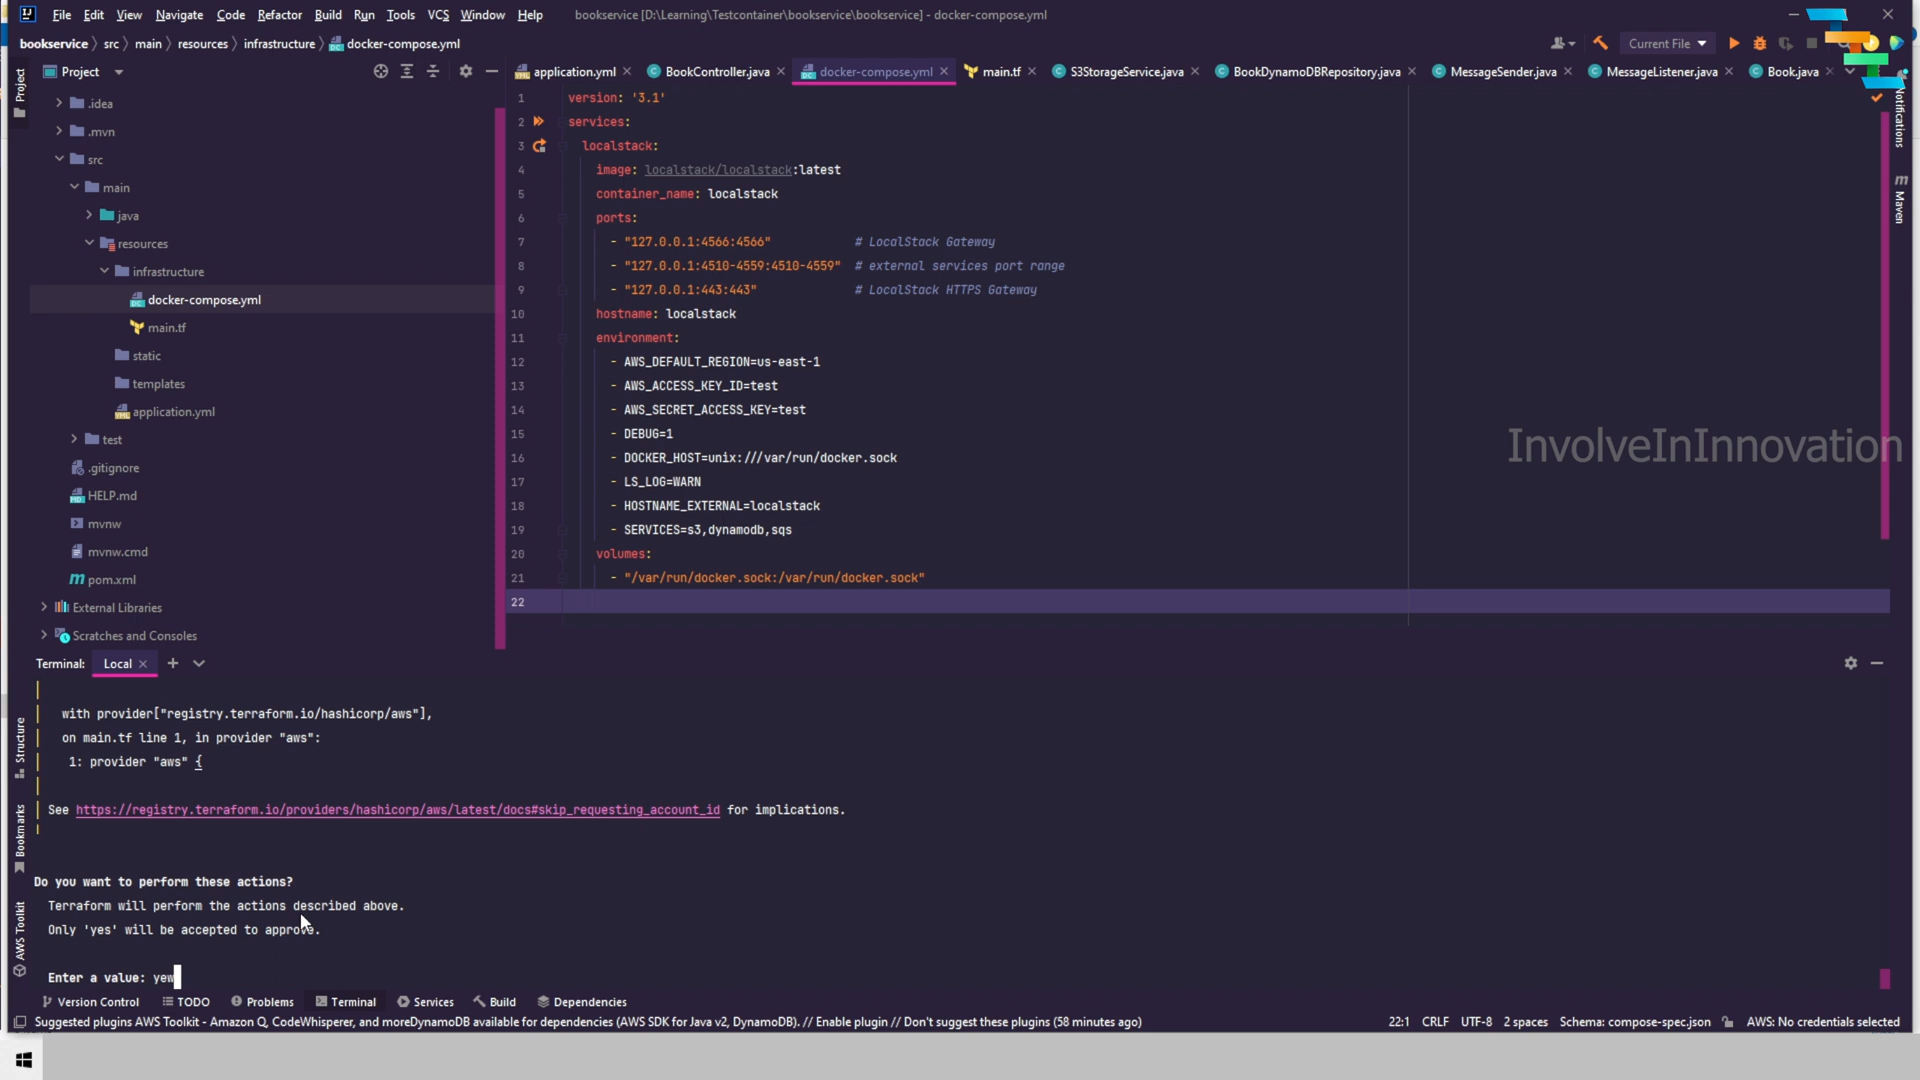 File Edit View Navigate Code Refactor Build Run Tools VCS Window Help bookservice [D:\Learning\Testcontainer\bookservice\bookservice] - docker-compose.yml
bookservice src main resources infrastructure docker-compose.yml Current File
Project
Project
application.yml BookController.java docker-compose.yml main.tf S3StorageService.java BookDynamoDBRepository.java MessageSender.java MessageListener.java Book.java
.idea
.mvn
src
main
java
resources
infrastructure
docker-compose.yml
main.tf
static
templates
application.yml
test
.gitignore
HELP.md
mvnw
mvnw.cmd
pom.xml
External Libraries
Scratches and Consoles
1 version: '3.1'
2 services:
3 localstack:
4 image: localstack/localstack:latest
5 container_name: localstack
6 ports:
7 - "127.0.0.1:4566:4566" # LocalStack Gateway
8 - "127.0.0.1:4510-4559:4510-4559" # external services port range
9 - "127.0.0.1:443:443" # LocalStack HTTPS Gateway
10 hostname: localstack
11 environment:
12 - AWS_DEFAULT_REGION=us-east-1
13 - AWS_ACCESS_KEY_ID=test
14 - AWS_SECRET_ACCESS_KEY=test
15 - DEBUG=1
16 - DOCKER_HOST=unix:///var/run/docker.sock
17 - LS_LOG=WARN
18 - HOSTNAME_EXTERNAL=localstack
19 - SERVICES=s3,dynamodb,sqs
20 volumes:
21 - "/var/run/docker.sock:/var/run/docker.sock"
22
InvolveInInnovation
Notifications
Maven
Terminal: Local
with provider["registry.terraform.io/hashicorp/aws"],
on main.tf line 1, in provider "aws":
1: provider "aws" {
See https://registry.terraform.io/providers/hashicorp/aws/latest/docs#skip_requesting_account_id for implications.
Do you want to perform these actions?
Terraform will perform the actions described above.
Only 'yes' will be accepted to approve.
Enter a value: yew
Structure
Bookmarks
AWS Toolkit
Version Control TODO Problems Terminal Services Build Dependencies
Suggested plugins AWS Toolkit - Amazon Q, CodeWhisperer, and moreDynamoDB available for dependencies (AWS SDK for Java v2, DynamoDB). // Enable plugin // Don't suggest these plugins (58 minutes ago) 22:1 CRLF UTF-8 2 spaces Schema: compose-spec.json AWS: No credentials selected